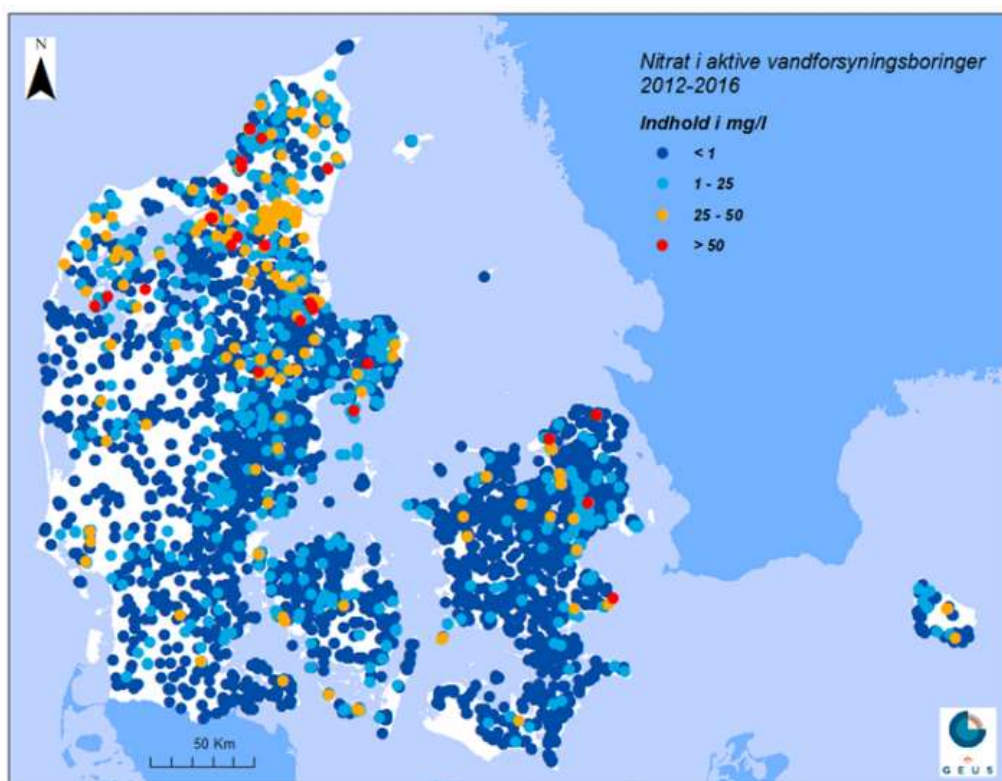 N
Nitrat i aktive vandforsyningsboringer
2012-2016
Indhold i mg/l
< 1
1 - 25
25 - 50
> 50
50 Km
GEUS